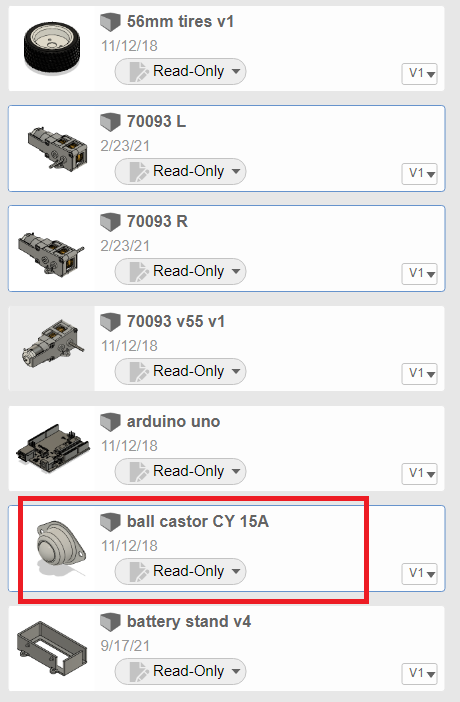 56mm tires v1
11/12/18
Read-Only
V1
70093 L
2/23/21
Read-Only
V1
70093 R
2/23/21
Read-Only
V1
70093 v55 v1
11/12/18
Read-Only
V1
arduino uno
11/12/18
Read-Only
V1
ball castor CY 15A
11/12/18
Read-Only
V1
battery stand v4
9/17/21
Read-Only
V1